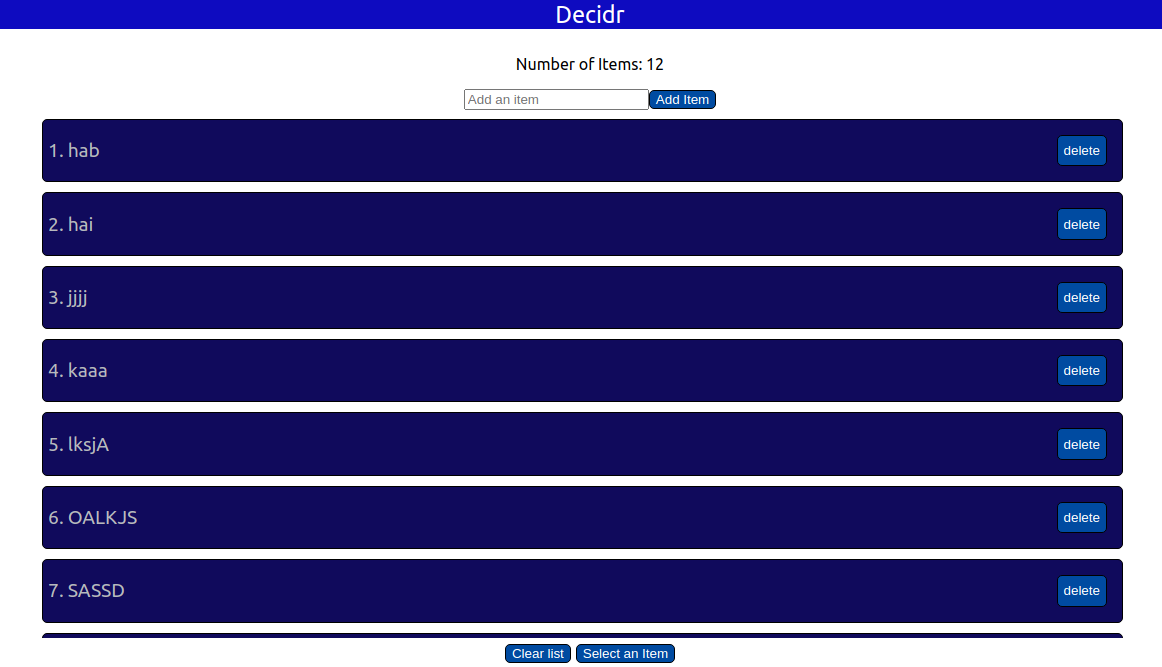 Decidr
Number of Items: 12
Add an item Add Item
1. hab delete
2. hai delete
3. jjjj delete
4. kaaa delete
5. lksjA delete
6. OALKJS delete
7. SASSD delete
Clear list Select an Item